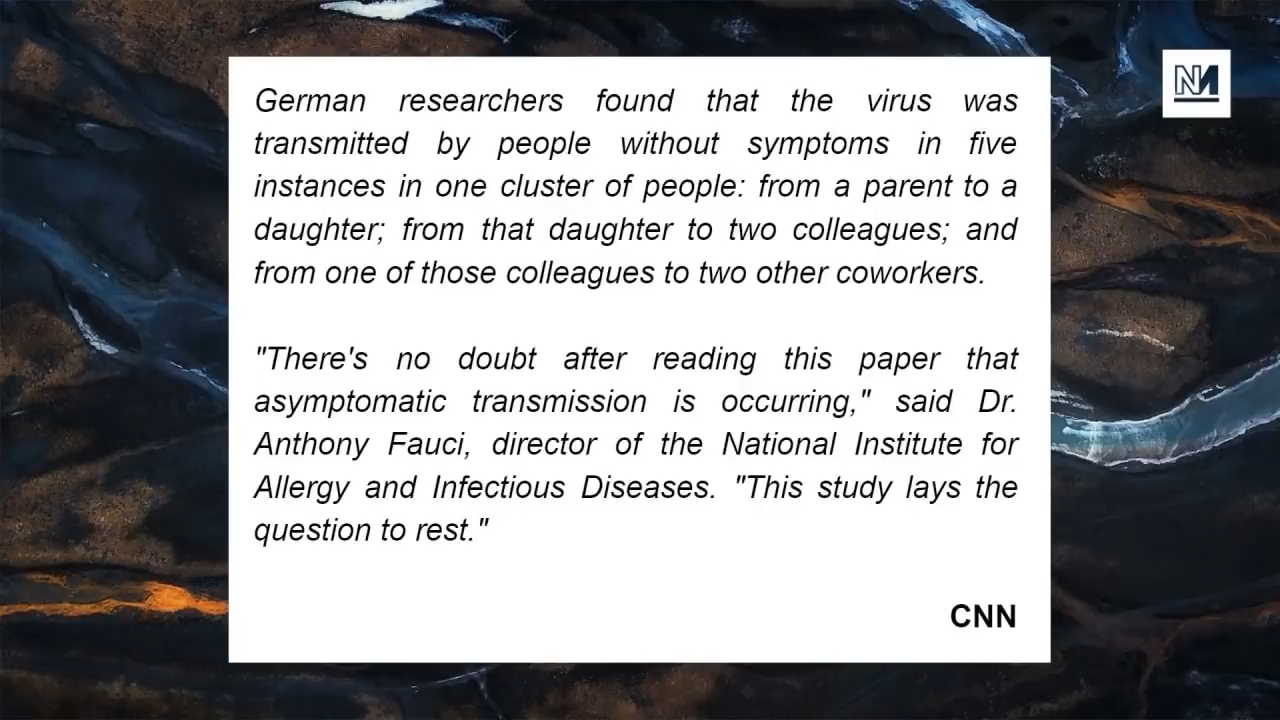 German researchers found that the virus was
transmitted by people without symptoms in five
instances in one cluster of people: from a parent to a
daughter; from that daughter to two colleagues; and
from one of those colleagues to two other coworkers.
"There's no doubt after reading this paper that
asymptomatic transmission is occurring," said Dr.
Anthony Fauci, director of the National Institute for
Allergy and Infectious Diseases. "This study lays the
question to rest."
CNN
NM